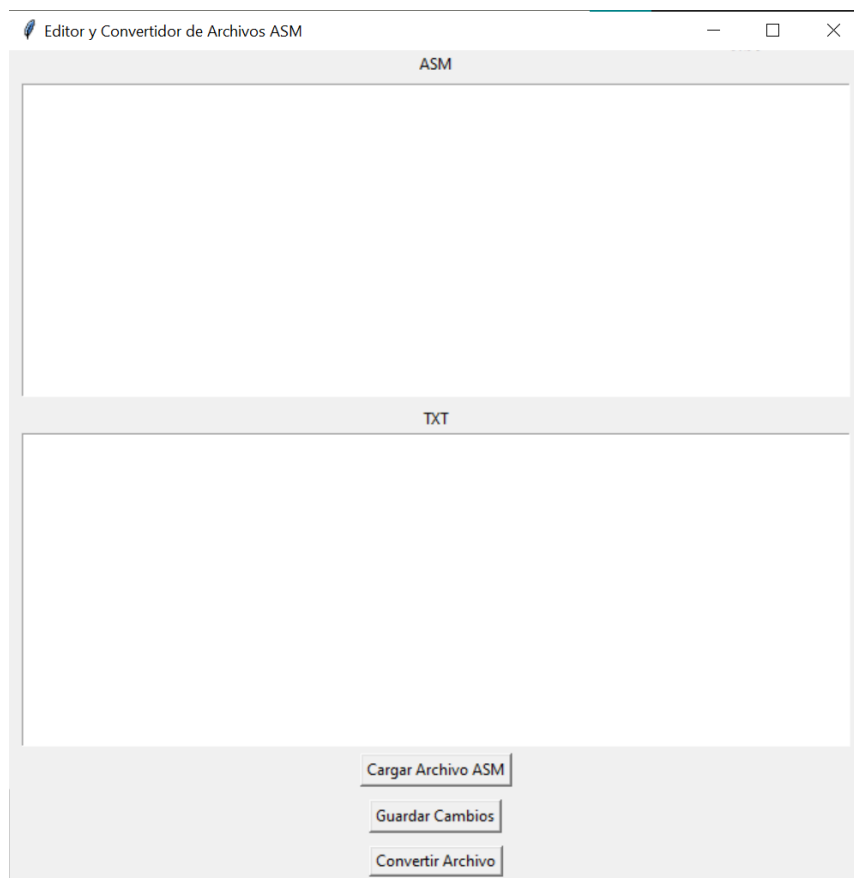 Editor y Convertidor de Archivos ASM
ASM
TXT
Cargar Archivo ASM
Guardar Cambios
Convertir Archivo